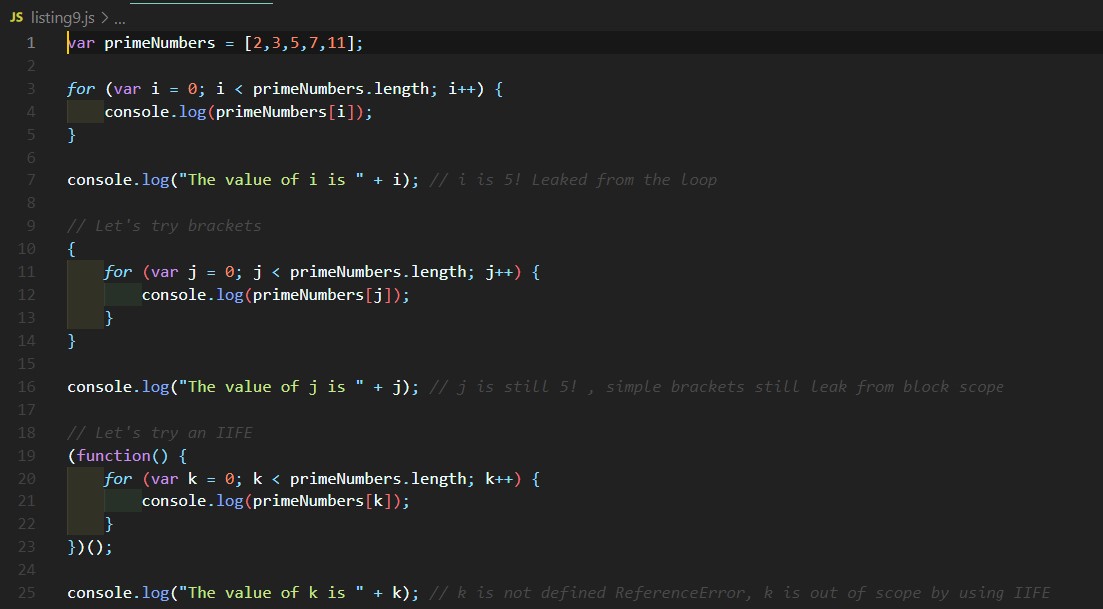 JS listing9.js > ...
1 var primeNumbers = [2,3,5,7,11];
2
3 for (var i = 0; i < primeNumbers.length; i++) {
4     console.log(primeNumbers[i]);
5 }
6
7 console.log("The value of i is " + i); // i is 5! Leaked from the loop
8
9 // Let's try brackets
10 {
11     for (var j = 0; j < primeNumbers.length; j++) {
12         console.log(primeNumbers[j]);
13     }
14 }
15
16 console.log("The value of j is " + j); // j is still 5! , simple brackets still leak from block scope
17
18 // Let's try an IIFE
19 (function() {
20     for (var k = 0; k < primeNumbers.length; k++) {
21         console.log(primeNumbers[k]);
22     }
23 })();
24
25 console.log("The value of k is " + k); // k is not defined ReferenceError, k is out of scope by using IIFE